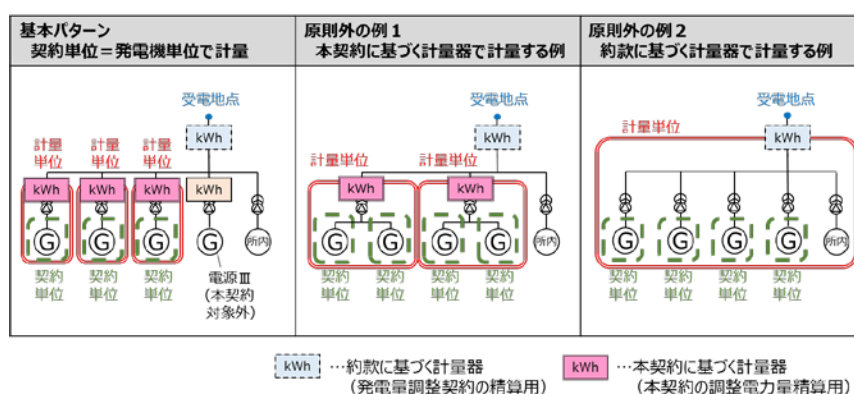 基本パターン
契約単位＝発電機単位で計量
受電地点
kWh
計量
単位
計量
単位
計量
単位
kWh
kWh
kWh
kWh
G
G
G
G
所内
契約
単位
契約
単位
契約
単位
電源Ⅲ
(本契約
対象外)
原則外の例１
本契約に基づく計量器で計量する例
受電地点
kWh
計量単位
計量単位
kWh
kWh
G
G
G
G
所内
契約
単位
契約
単位
契約
単位
契約
単位
原則外の例２
約款に基づく計量器で計量する例
受電地点
計量単位
kWh
G
G
G
G
所内
契約
単位
契約
単位
契約
単位
契約
単位
kWh …約款に基づく計量器
(発電量調整契約の精算用)
kWh …本契約に基づく計量器
(本契約の調整電力量精算用)